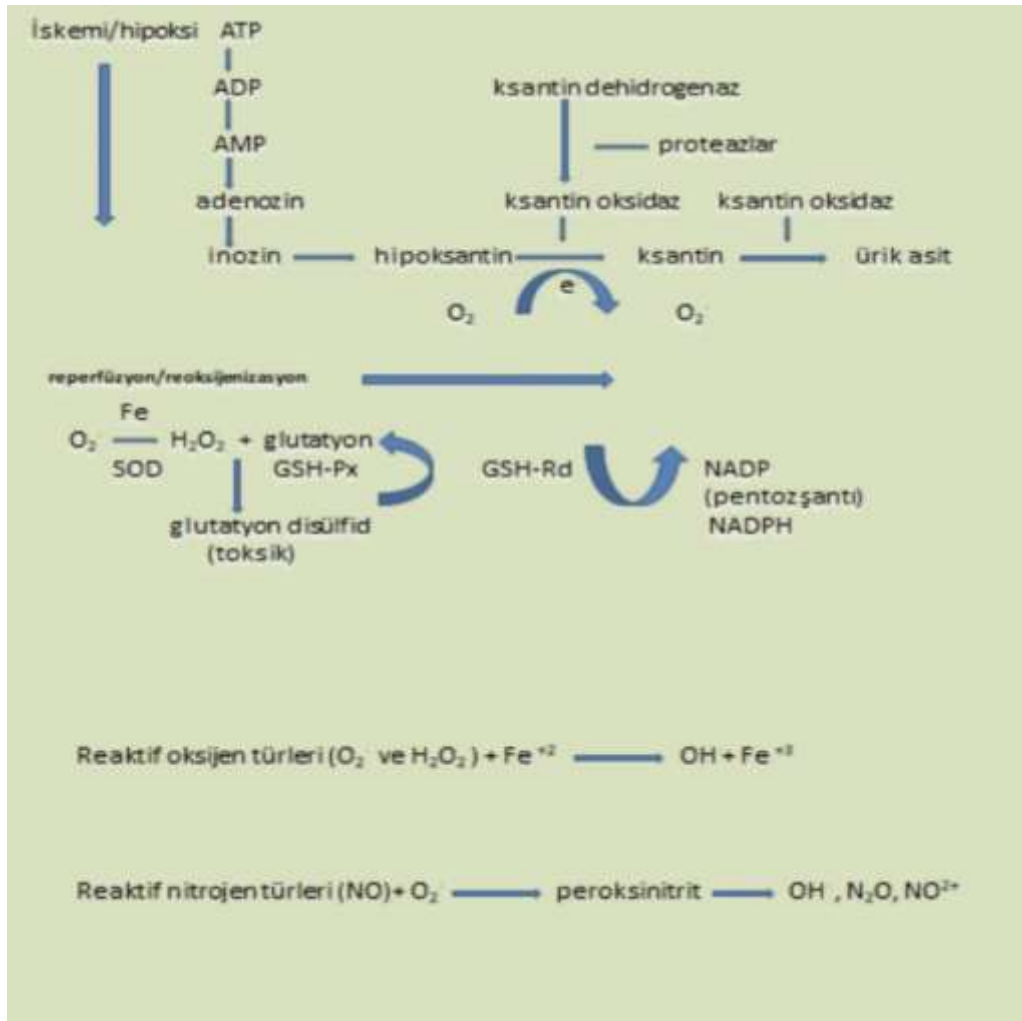 İskemi/hipoksi ATP
ADP
ksantin dehidrogenaz
AMP
proteazlar
adenozin
ksantin oksidaz
ksantin oksidaz
inozin
hipoksantin
ksantin
ürik asit
e
O₂
O₂
reperfüzyon/reoksijenizasyon
Fe
O₂ H₂O₂ + glutatyon
SOD
GSH-Px
GSH-Rd
NADP
(pentoz şantı)
NADPH
glutatyon disülfid
(toksik)
Reaktif oksijen türleri (O₂ ve H₂O₂) + Fe⁺² OH + Fe⁺³
Reaktif nitrojen türleri (NO)+ O₂ peroksinitrit OH, N₂O, NO²⁺